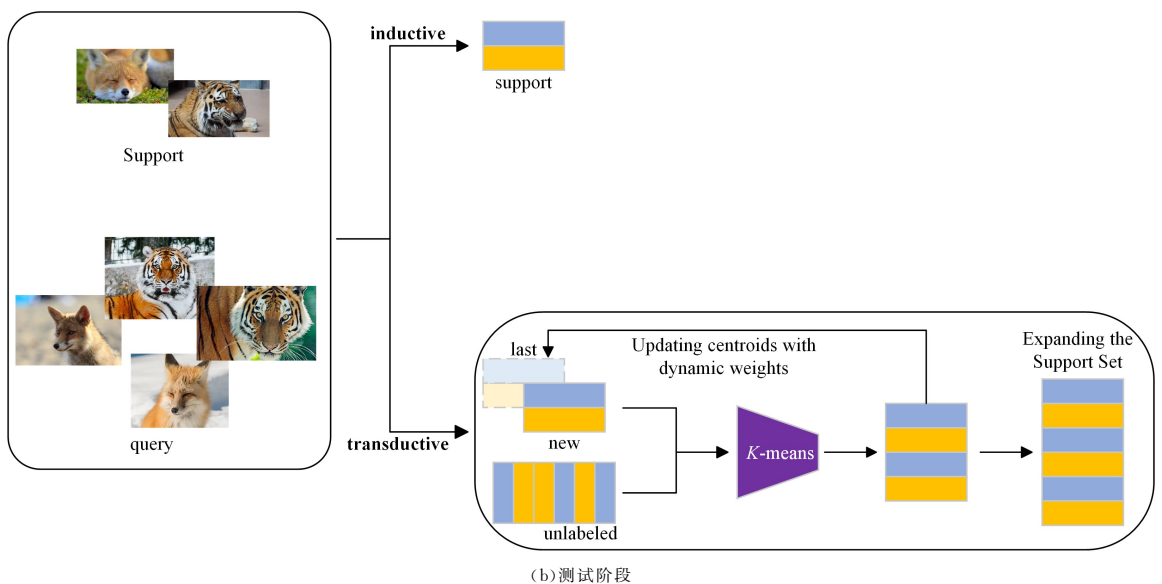 inductive
support
Support
query
transductive
last
Updating centroids with
dynamic weights
Expanding the
Support Set
new
K-means
unlabeled
(b)测试阶段